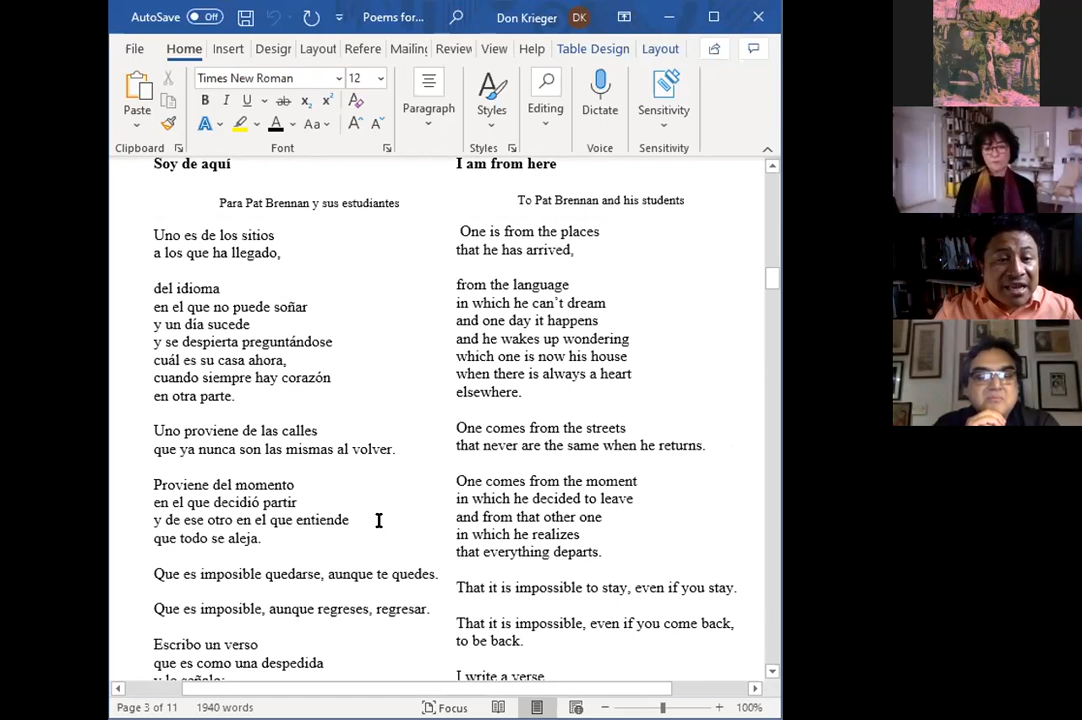 AutoSave Off Poems for... Don Krieger DK
File Home Insert Design Layout Refere Mailing Review View Help Table Design Layout
Times New Roman 12
Paste
B I U ab x₂ x² A
A A Aa A A
Paragraph Styles Editing Dictate Sensitivity
Clipboard Font Styles Voice Sensitivity
Soy de aquí
Para Pat Brennan y sus estudiantes
Uno es de los sitios
a los que ha llegado,
del idioma
en el que no puede soñar
y un día sucede
y se despierta preguntándose
cuál es su casa ahora,
cuando siempre hay corazón
en otra parte.
Uno proviene de las calles
que ya nunca son las mismas al volver.
Proviene del momento
en el que decidió partir
y de ese otro en el que entiende
que todo se aleja.
Que es imposible quedarse, aunque te quedes.
Que es imposible, aunque regreses, regresar.
Escribo un verso
que es como una despedida
y lo señalo:
I am from here
To Pat Brennan and his students
One is from the places
that he has arrived,
from the language
in which he can’t dream
and one day it happens
and he wakes up wondering
which one is now his house
when there is always a heart
elsewhere.
One comes from the streets
that never are the same when he returns.
One comes from the moment
in which he decided to leave
and from that other one
in which he realizes
that everything departs.
That it is impossible to stay, even if you stay.
That it is impossible, even if you come back,
to be back.
I write a verse
Page 3 of 11 1940 words Focus 100%